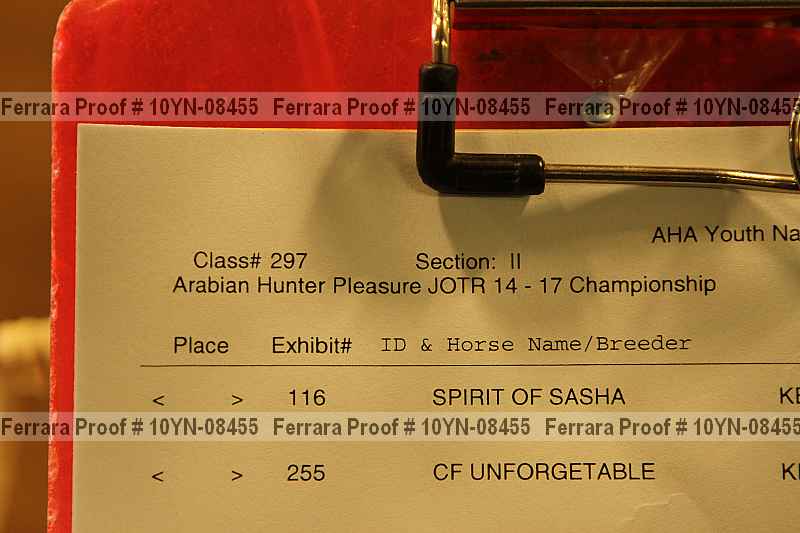 Ferrara Proof # 10YN-08455 Ferrara Proof # 10YN-08455 Ferrara Proof # 10YN-08455
AHA Youth Na
Class# 297 Section: II
Arabian Hunter Pleasure JOTR 14 - 17 Championship
Place Exhibit# ID & Horse Name/Breeder
< > 116 SPIRIT OF SASHA KE
Ferrara Proof # 10YN-08455 Ferrara Proof # 10YN-08455 Ferrara Proof # 10YN-08455
< > 255 CF UNFORGETABLE